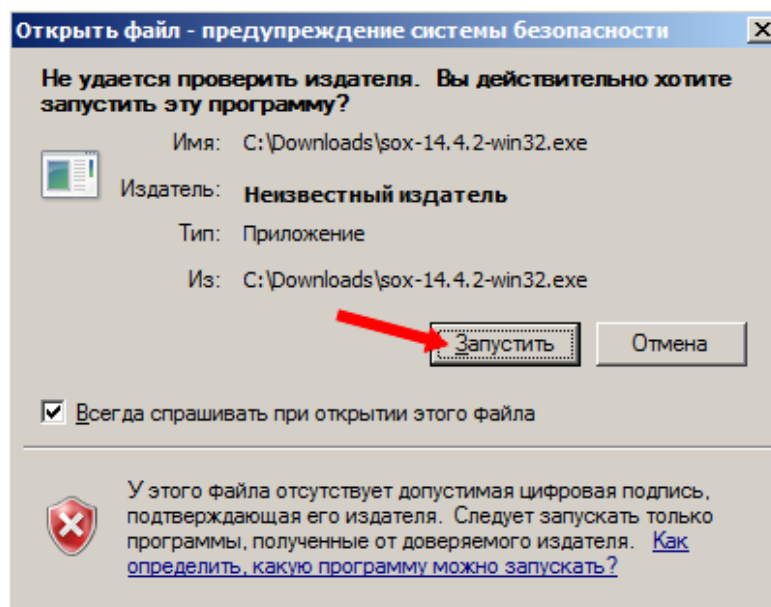 Открыть файл - предупреждение системы безопасности
Не удается проверить издателя. Вы действительно хотите
запустить эту программу?
Имя: C:\Downloads\sox-14.4.2-win32.exe
Издатель: Неизвестный издатель
Тип: Приложение
Из: C:\Downloads\sox-14.4.2-win32.exe
Запустить Отмена
Всегда спрашивать при открытии этого файла
У этого файла отсутствует допустимая цифровая подпись,
подтверждающая его издателя. Следует запускать только
программы, полученные от доверяемого издателя. Как
определить, какую программу можно запускать?